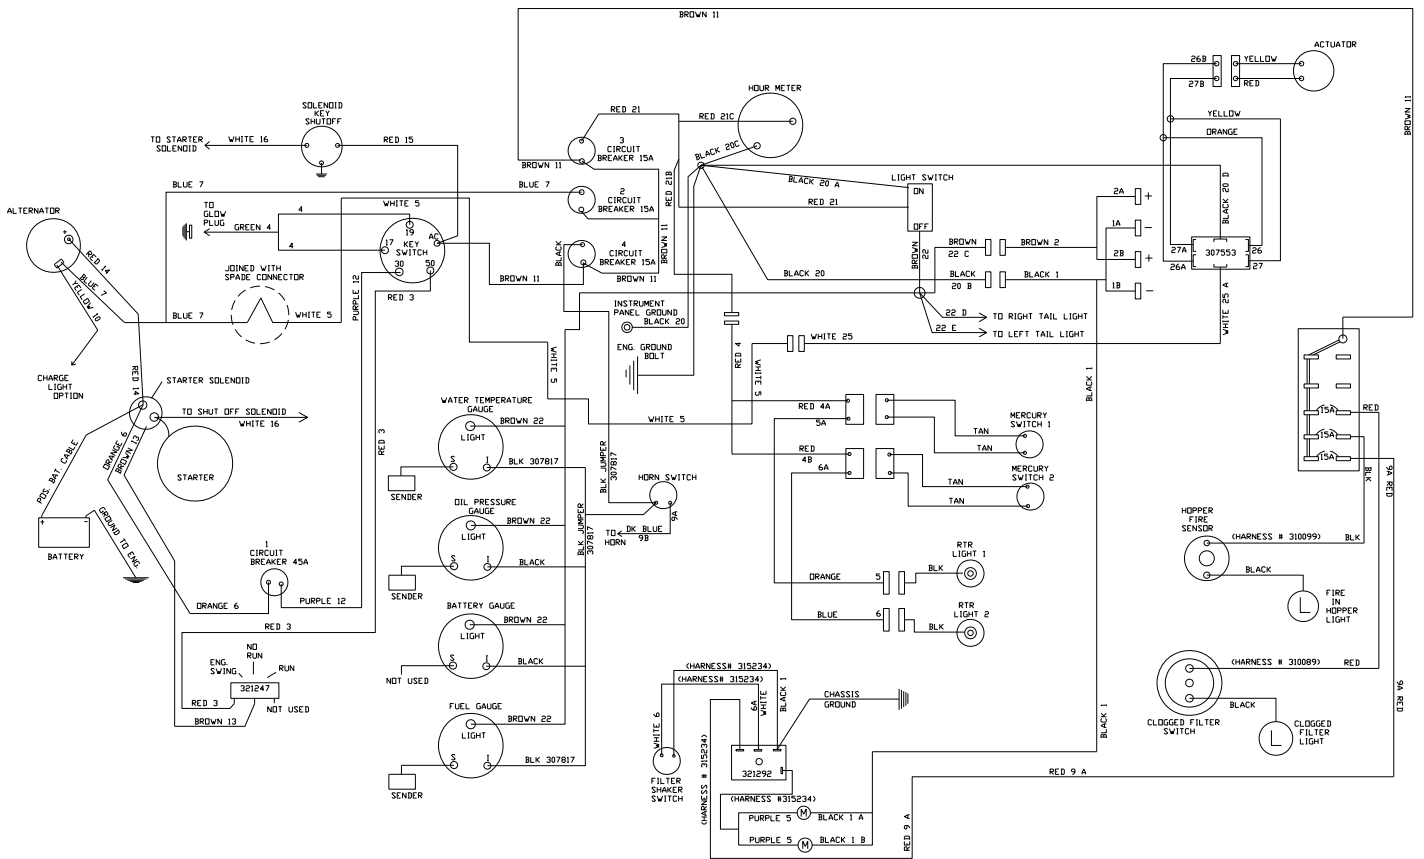 BROWN 11
ACTUATOR
26B
YELLOW
27B
RED
HOUR METER
BROWN 11
SOLENOID
KEY
SHUTOFF
RED 21
RED 21C
YELLOW
ORANGE
TO STARTER
SOLENOID
WHITE 16
RED 15
3
CIRCUIT
BREAKER 15A
BLACK 20C
BROWN 11
BLUE 7
BLUE 7
2
CIRCUIT
BREAKER 15A
RED 21B
BLACK 20 A
LIGHT SWITCH
ON
OFF
RED 21
BLACK 20 D
2A
+
1A
-
2B
+
1B
-
ALTERNATOR
+
-
TO
GLOW
PLUG
GREEN 4
4
4
WHITE 5
19
17
AC
KEY
SWITCH
30
50
BLACK
4
CIRCUIT
BREAKER 15A
BROWN 11
BROWN 11
BROWN 11
BROWN
22
BROWN
22 C
BROWN 2
BLACK
20 B
BLACK 1
27A
26
307553
26A
27
RED 14
BLUE 7
YELLOW 10
JOINED WITH
SPADE CONNECTOR
BLUE 7
WHITE 5
PURPLE 12
RED 3
BLACK 20
INSTRUMENT
PANEL GROUND
BLACK 20
22 D
TO RIGHT TAIL LIGHT
22 E
TO LEFT TAIL LIGHT
WHITE 25 A
WHITE 25
ENG. GROUND
BOLT
RED 4
WHITE 5
WHITE 5
CHARGE
LIGHT
OPTION
RED 14
STARTER SOLENOID
TO SHUT OFF SOLENOID
WHITE 16
BLACK 1
WATER TEMPERATURE
GAUGE
LIGHT
BROWN 22
S
I
BLK 307817
SENDER
WHITE 5
RED 4A
5A
RED
4B
6A
TAN
TAN
MERCURY
SWITCH 1
TAN
TAN
MERCURY
SWITCH 2
15A
RED
15A
15A
BLK
9A RED
POS. BAT. CABLE
ORANGE 6
BROWN 13
RED 3
STARTER
BLK JUMPER
307817
HORN SWITCH
9A
DK BLUE
9B
TO
HORN
+
-
BATTERY
GROUND TO ENG.
OIL PRESSURE
GAUGE
LIGHT
BROWN 22
S
I
BLACK
SENDER
BLK JUMPER
307817
HOPPER
FIRE
SENSOR
(HARNESS # 310099)
BLK
BLACK
L
FIRE
IN
HOPPER
LIGHT
1
CIRCUIT
BREAKER 45A
ORANGE 6
PURPLE 12
RTR
LIGHT 1
ORANGE
5
BLK
RTR
LIGHT 2
BLUE
6
BLK
BATTERY GAUGE
LIGHT
BROWN 22
S
I
BLACK
NOT USED
RED 3
NO
RUN
ENG.
SWING
RUN
321247
RED 3
NOT USED
BROWN 13
(HARNESS# 315234)
(HARNESS# 315234)
6A
WHITE
BLACK 1
CHASSIS
GROUND
(HARNESS # 310089)
RED
9A RED
BLACK
CLOGGED FILTER
SWITCH
L
CLOGGED
FILTER
LIGHT
FUEL GAUGE
LIGHT
BROWN 22
S
I
BLK 307817
SENDER
WHITE 6
FILTER
SHAKER
SWITCH
(HARNESS # 315234)
321292
(HARNESS #315234)
BLACK 1
RED 9 A
PURPLE 5
M
BLACK 1 A
PURPLE 5
M
BLACK 1 B
RED 9 A